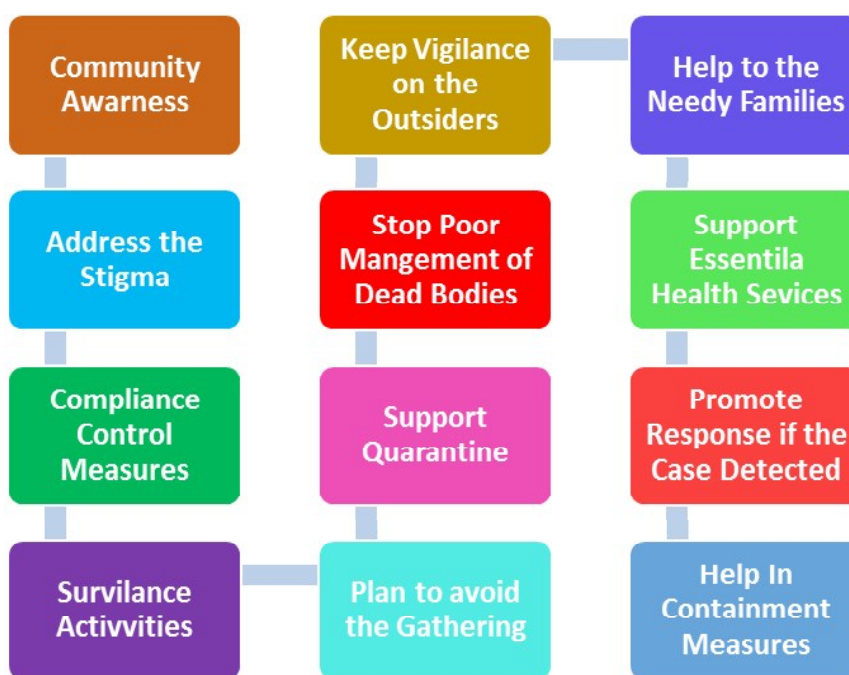 Community
Awarness
Address the
Stigma
Compliance
Control
Measures
Survilance
Activvities
Plan to avoid
the Gathering
Support
Quarantine
Stop Poor
Mangement of
Dead Bodies
Keep Vigilance
on the
Outsiders
Help to the
Needy Families
Support
Essentila
Health Sevices
Promote
Response if the
Case Detected
Help In
Containment
Measures